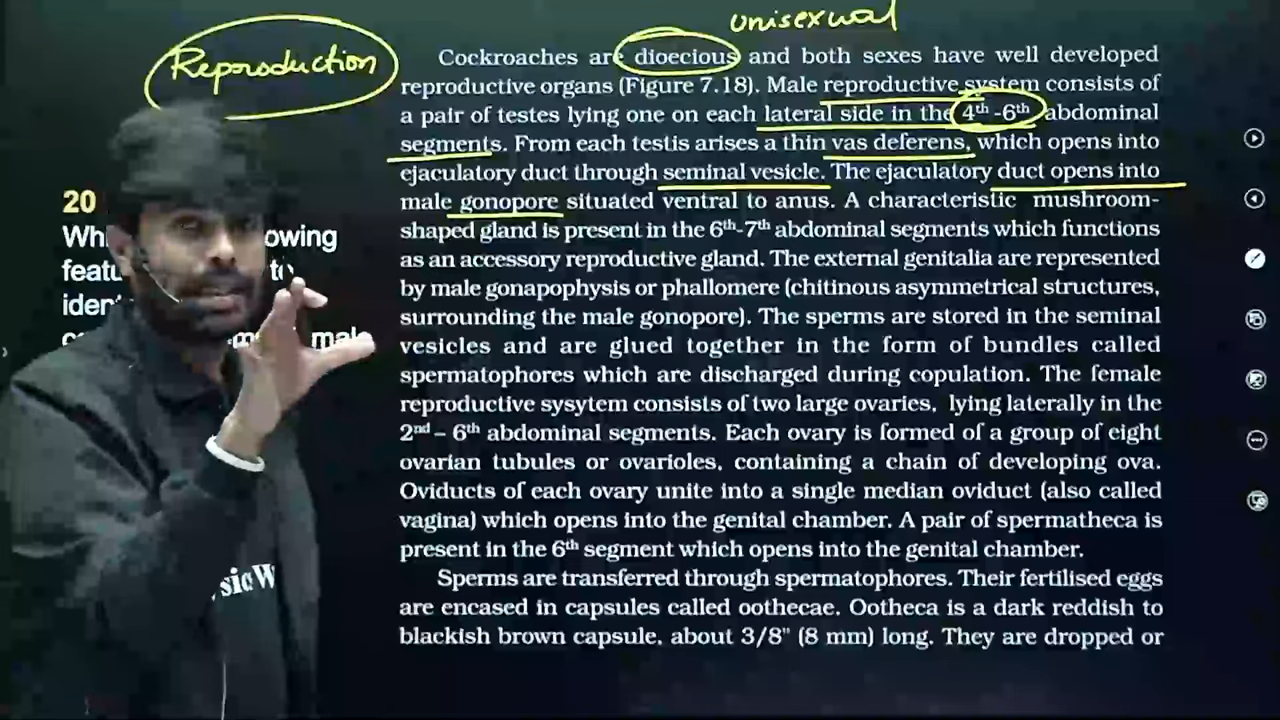 unisexual
Reproduction
Cockroaches are dioecious and both sexes have well developed
reproductive organs (Figure 7.18). Male reproductive system consists of
a pair of testes lying one on each lateral side in the 4th -6th abdominal
segments. From each testis arises a thin vas deferens, which opens into
ejaculatory duct through seminal vesicle. The ejaculatory duct opens into
male gonopore situated ventral to anus. A characteristic mushroom-
shaped gland is present in the 6th-7th abdominal segments which functions
as an accessory reproductive gland. The external genitalia are represented
by male gonapophysis or phallomere (chitinous asymmetrical structures,
surrounding the male gonopore). The sperms are stored in the seminal
vesicles and are glued together in the form of bundles called
spermatophores which are discharged during copulation. The female
reproductive sysytem consists of two large ovaries, lying laterally in the
2nd – 6th abdominal segments. Each ovary is formed of a group of eight
ovarian tubules or ovarioles, containing a chain of developing ova.
Oviducts of each ovary unite into a single median oviduct (also called
vagina) which opens into the genital chamber. A pair of spermatheca is
present in the 6th segment which opens into the genital chamber.
Sperms are transferred through spermatophores. Their fertilised eggs
are encased in capsules called oothecae. Ootheca is a dark reddish to
blackish brown capsule, about 3/8" (8 mm) long. They are dropped or
20
Wh owing
featu to
iden
male
sicW